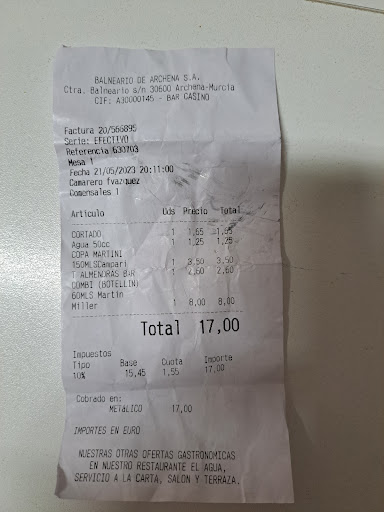 BALNEARIO DE ARCHENA S.A.
Ctra. Balneario s/n 30600 Archena-Murcia
CIF: A30000145 - BAR CASINO
Factura 20/566895
Serie: EFECTIVO
Referencia 630703
Mesa 1
Fecha 21/05/2023 20:11:00
Camarero fvazquez
Comensales 1
Artículo Uds Precio Total
CORTADO 1 1,65 1,65
Agua 50cc 1 1,25 1,25
COPA MARTINI
150MLSCampari 1 3,50 3,50
T ALMENDRAS BAR 1 2,60 2,60
COMBI (BOTELLIN)
60MLS Martin
Miller 1 8,00 8,00
Total 17,00
Impuestos
Tipo Base Cuota Importe
10% 15,45 1,55 17,00
Cobrado en:
METÁLICO 17,00
IMPORTES EN EURO
NUESTRAS OTRAS OFERTAS GASTRONOMICAS
EN NUESTRO RESTAURANTE EL AGUA,
SERVICIO A LA CARTA, SALON Y TERRAZA.